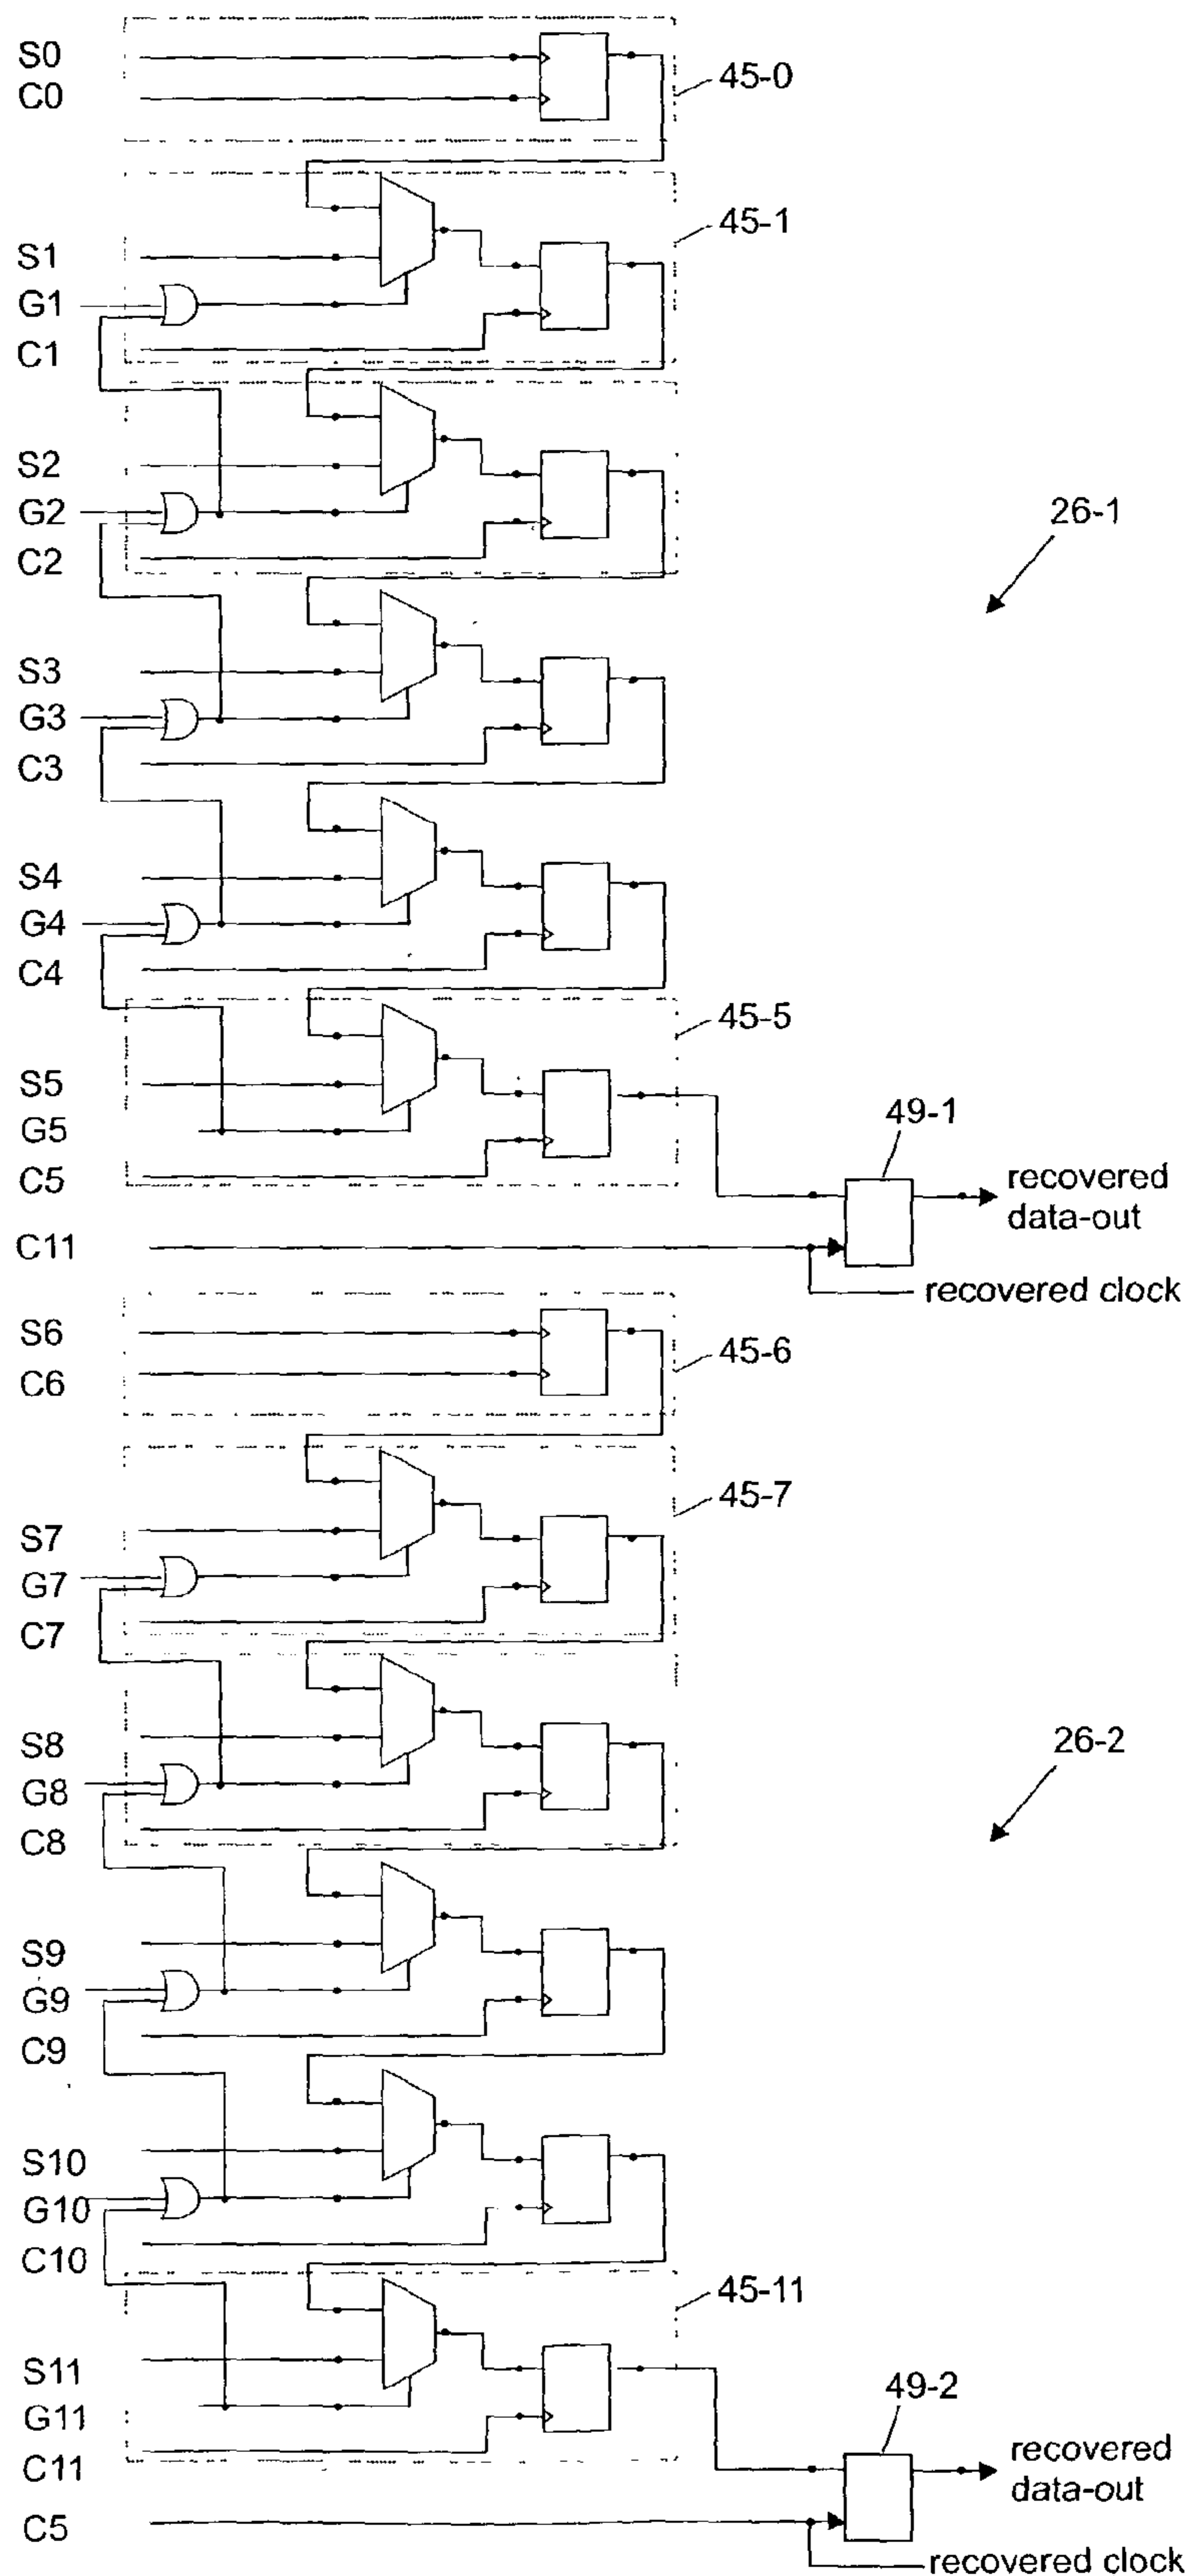 S0
C0
45-0
45-1
S1
G1
C1
S2
G2
C2
26-1
S3
G3
C3
S4
G4
C4
45-5
S5
G5
C5
49-1
recovered
data-out
C11
recovered clock
S6
C6
45-6
45-7
S7
G7
C7
S8
G8
C8
26-2
S9
G9
C9
S10
G10
C10
45-11
S11
G11
C11
49-2
recovered
data-out
C5
recovered clock